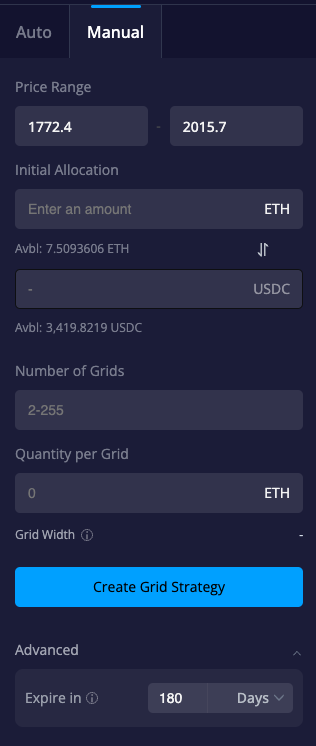 Auto Manual
Price Range
1772.4 - 2015.7
Initial Allocation
Enter an amount ETH
Avbl: 7.5093606 ETH
- USDC
Avbl: 3,419.8219 USDC
Number of Grids
2-255
Quantity per Grid
0 ETH
Grid Width -
Create Grid Strategy
Advanced
Expire in 180 Days